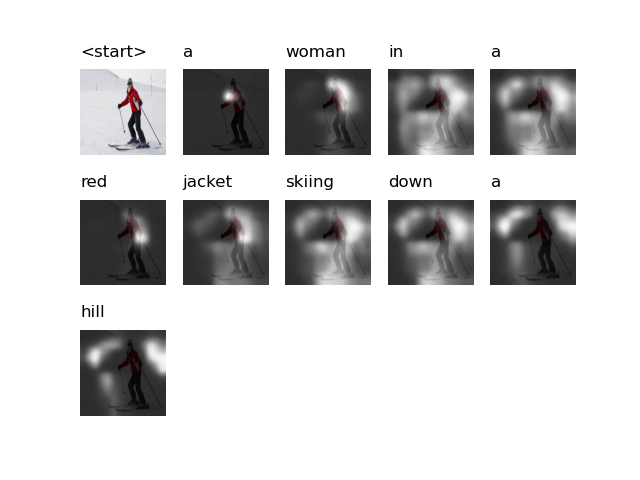 <start> a woman in a
red jacket skiing down a
hill